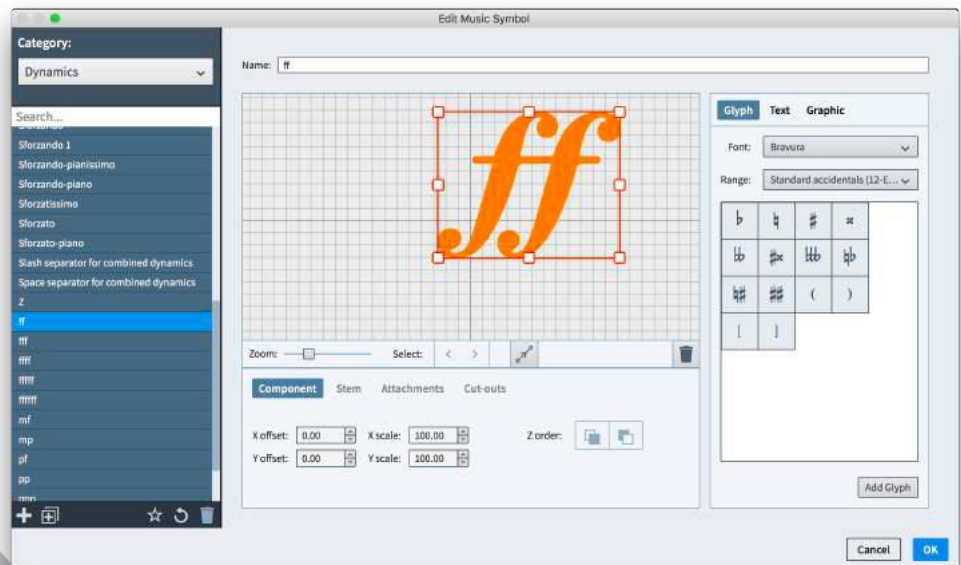 Edit Music Symbol
Category:
Dynamics
Search...
Sforzando 1
Sforzando-pianissimo
Sforzando-piano
Sforzatissimo
Sforzato
Sforzato-piano
Slash separator for combined dynamics
Space separator for combined dynamics
Z
ff
fff
ffff
fffff
ffffff
mf
mp
pf
pp
ppp
Name: ff
ff
Zoom: Select: < >
Component Stem Attachments Cut-outs
X offset: 0.00 X scale: 100.00 Z order:
Y offset: 0.00 Y scale: 100.00
Glyph Text Graphic
Font: Bravura
Range: Standard accidentals (12-E...
( )
[ ]
Add Glyph
Cancel OK